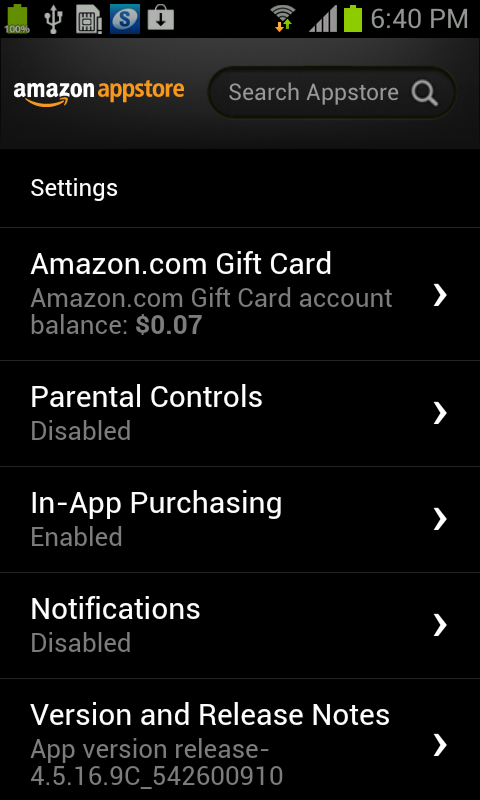 100%
6:40 PM
amazon appstore
Search Appstore
Settings
Amazon.com Gift Card
Amazon.com Gift Card account
balance: $0.07
Parental Controls
Disabled
In-App Purchasing
Enabled
Notifications
Disabled
Version and Release Notes
App version release-
4.5.16.9C_542600910